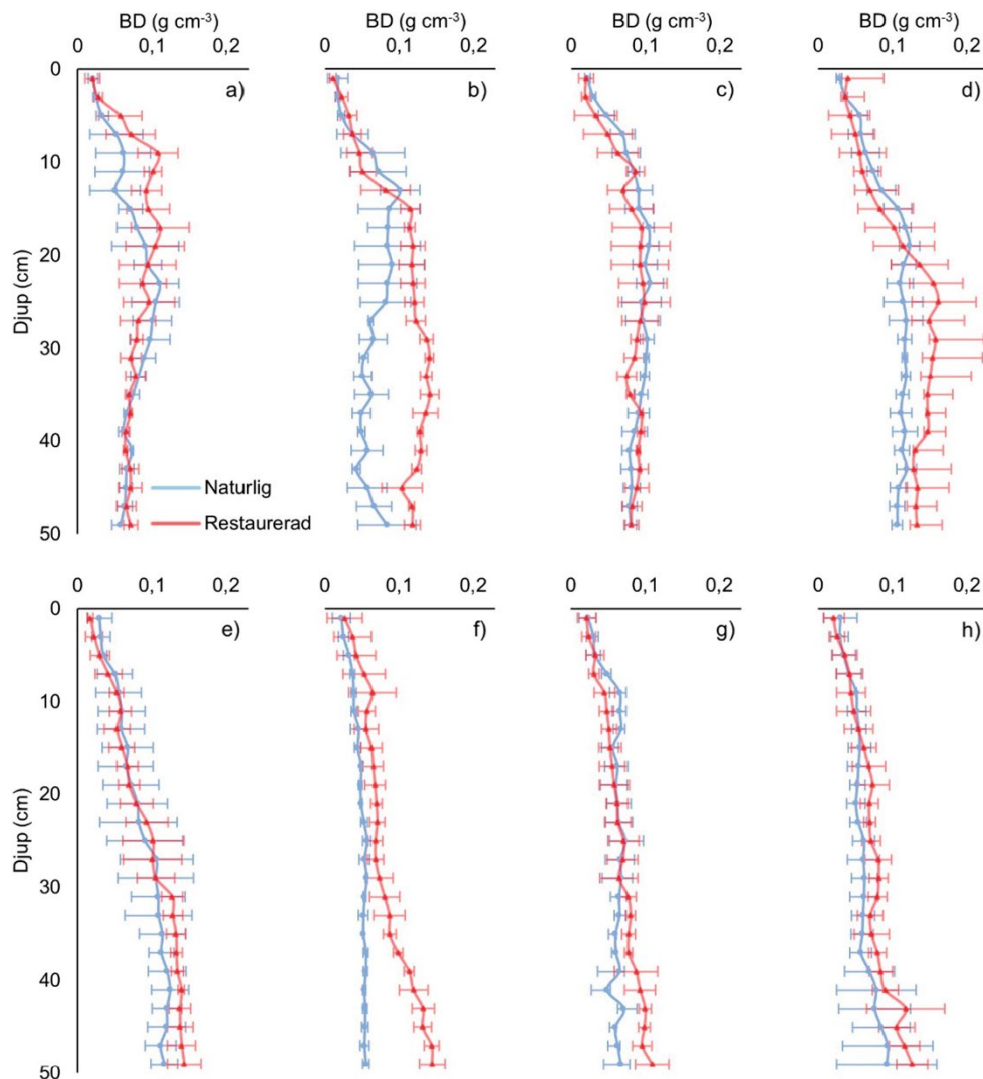 BD (g cm⁻³) BD (g cm⁻³) BD (g cm⁻³) BD (g cm⁻³)
0 0,1 0,2 0 0,1 0,2 0 0,1 0,2 0 0,1 0,2
0
a) b) c) d)
10
Djup (cm)
20
30
40
Naturlig
Restaurerad
50
0 0,1 0,2 0 0,1 0,2 0 0,1 0,2 0 0,1 0,2
0
e) f) g) h)
10
Djup (cm)
20
30
40
50